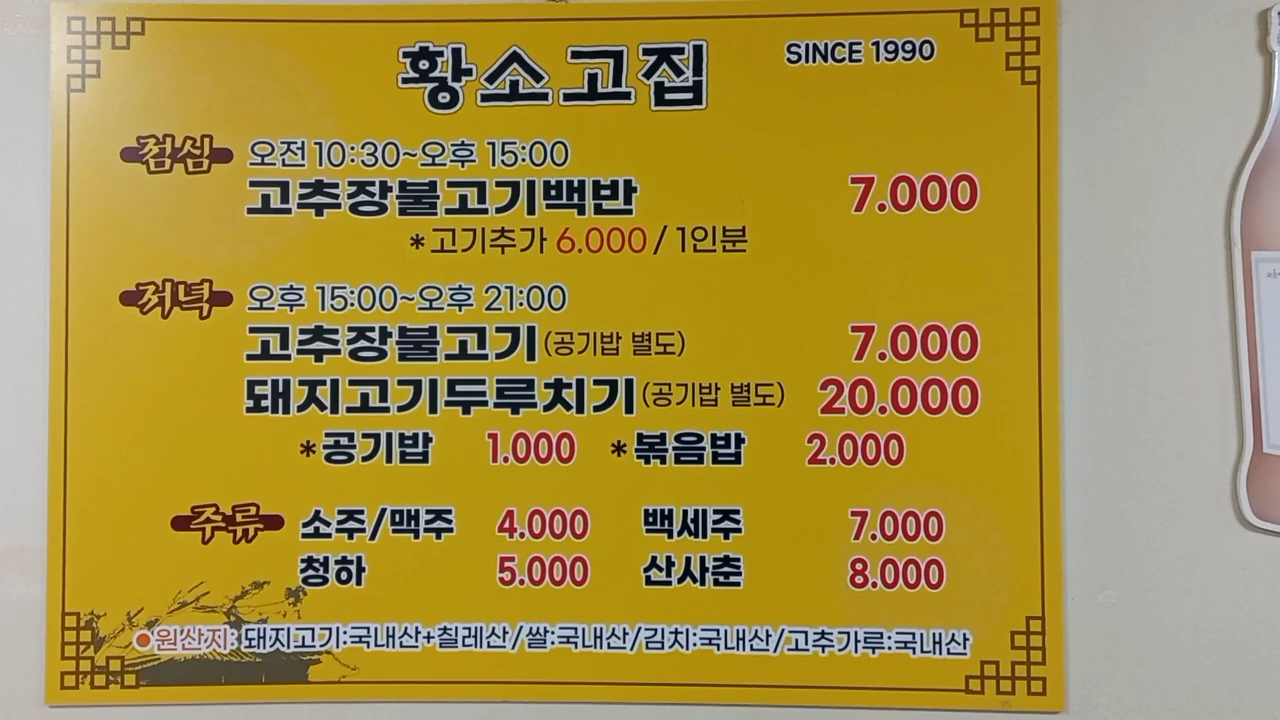 황소고집
SINCE 1990
점심 오전 10:30~오후 15:00
고추장불고기백반 7.000
*고기추가 6.000 / 1인분
저녁 오후 15:00~오후 21:00
고추장불고기(공기밥 별도) 7.000
돼지고기두루치기(공기밥 별도) 20.000
*공기밥 1.000 *볶음밥 2.000
주류 소주/맥주 4.000 백세주 7.000
청하 5.000 산사춘 8.000
●원산지: 돼지고기:국내산+칠레산/쌀:국내산/김치:국내산/고추가루:국내산